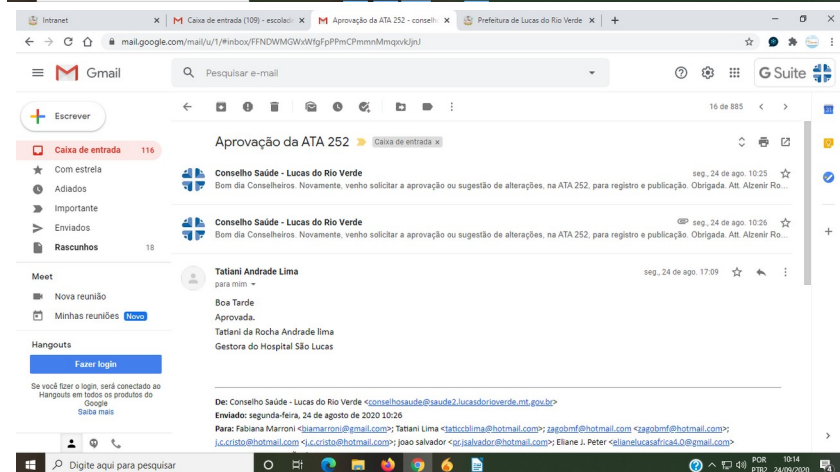 Intranet
Caixa de entrada (109) - escolade
Aprovação da ATA 252 - conselh
Prefeitura de Lucas do Rio Verde
mail.google.com/mail/u/1/#inbox/FFNDWMGWxWfgFpPPmCPmmnMmqxvkJjnJ
Gmail
Pesquisar e-mail
G Suite
Escrever
16 de 885
Aprovação da ATA 252
Caixa de entrada x
Caixa de entrada 116
Com estrela
Adiados
Importante
Enviados
Rascunhos 18
Conselho Saúde - Lucas do Rio Verde seg., 24 de ago. 10:25
Bom dia Conselheiros. Novamente, venho solicitar a aprovação ou sugestão de alterações, na ATA 252, para registro e publicação. Obrigada. Att. Alzenir Ro...
Conselho Saúde - Lucas do Rio Verde seg., 24 de ago. 10:26
Bom dia Conselheiros. Novamente, venho solicitar a aprovação ou sugestão de alterações, na ATA 252, para registro e publicação. Obrigada. Att. Alzenir Ro...
Tatiani Andrade Lima seg., 24 de ago. 17:09
para mim
Boa Tarde
Aprovada.
Tatiani da Rocha Andrade lima
Gestora do Hospital São Lucas
Meet
Nova reunião
Minhas reuniões Novo
Hangouts
Fazer login
Se você fizer o login, será conectado ao
Hangouts em todos os produtos do
Google
Saiba mais
De: Conselho Saúde - Lucas do Rio Verde <conselhosaude@saude2.lucasdorioverde.mt.gov.br>
Enviado: segunda-feira, 24 de agosto de 2020 10:26
Para: Fabiana Marroni <biamarroni@gmail.com>; Tatiani Lima <taticcblima@hotmail.com>; zagobmf@hotmail.com <zagobmf@hotmail.com>;
j.c.cristo@hotmail.com <j.c.cristo@hotmail.com>; joao salvador <pr.jsalvador@hotmail.com>; Eliane J. Peter <elianelucasafrica4.0@gmail.com>
Digite aqui para pesquisar
POR 10:14
PTB2 24/09/2020